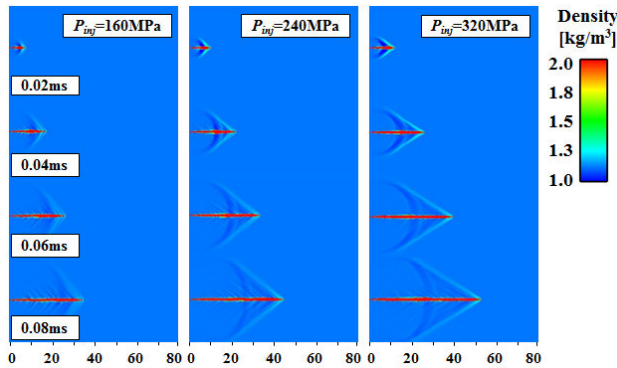 P_inj=160MPa
P_inj=240MPa
P_inj=320MPa
Density
[kg/m³]
2.0
1.8
1.5
1.3
1.0
0.02ms
0.04ms
0.06ms
0.08ms
0 20 40 60 80
0 20 40 60 80
0 20 40 60 80